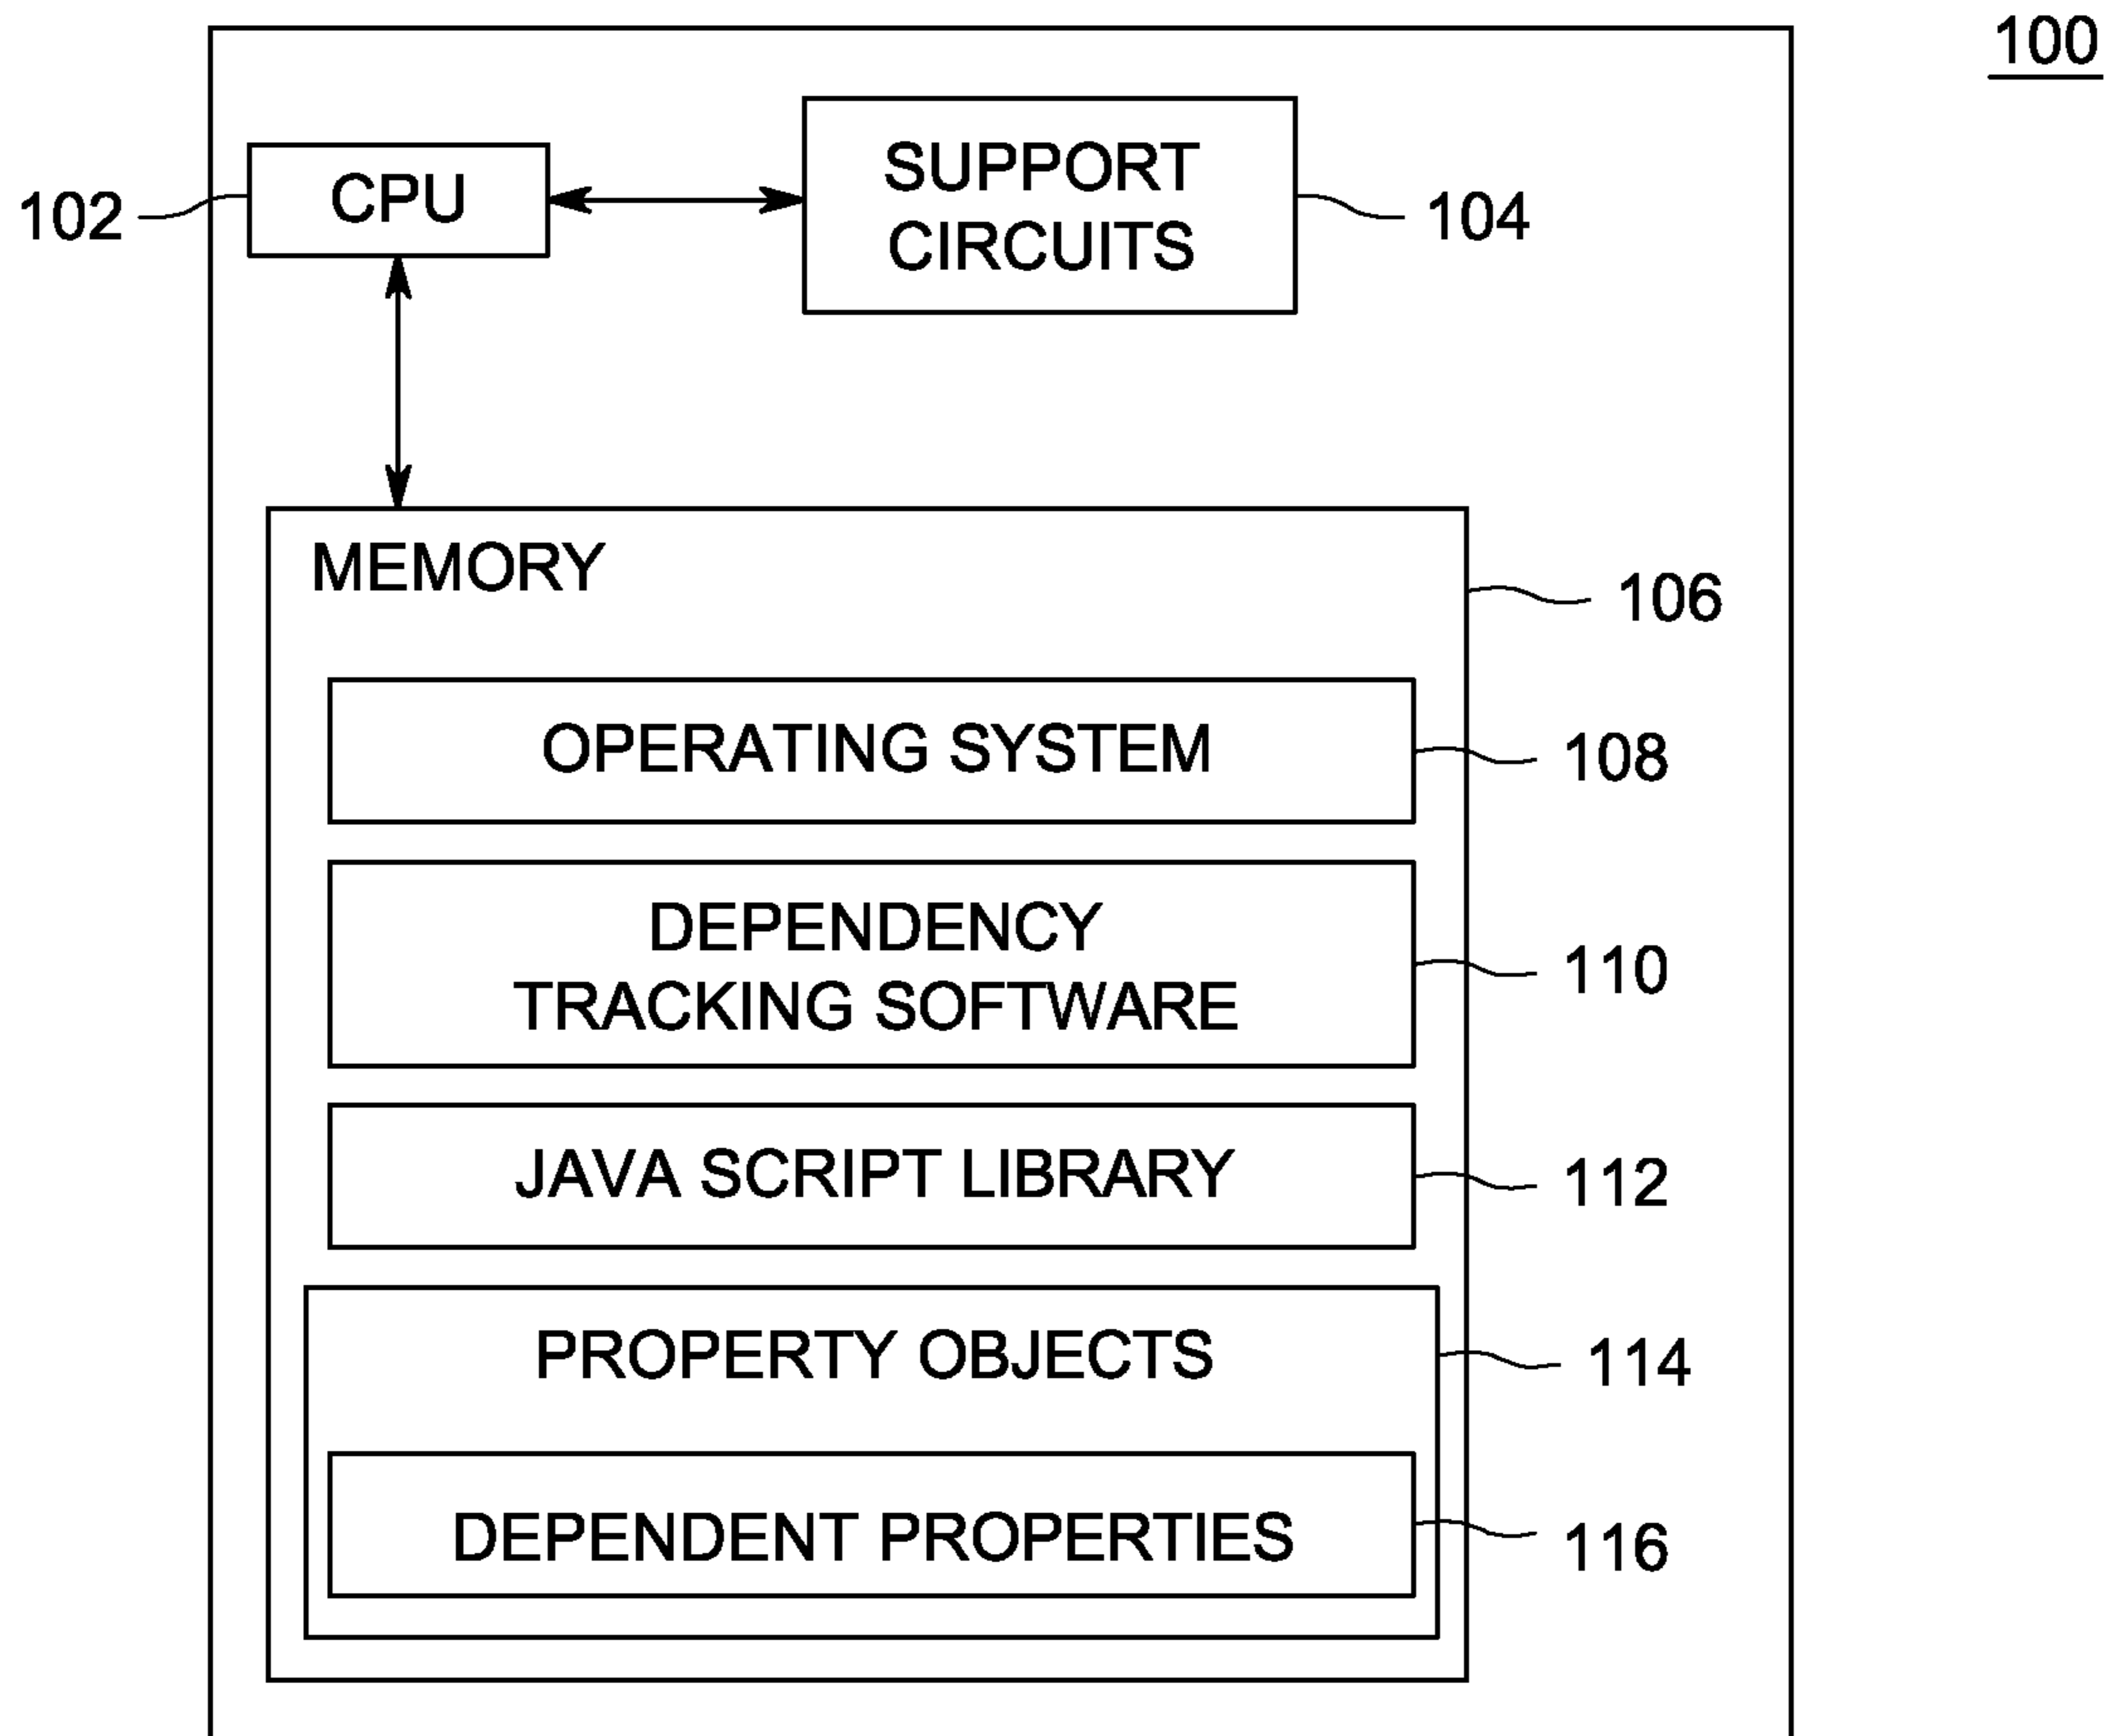 100
CPU
SUPPORT
CIRCUITS
102
104
MEMORY
106
OPERATING SYSTEM
108
DEPENDENCY
TRACKING SOFTWARE
110
JAVA SCRIPT LIBRARY
112
PROPERTY OBJECTS
114
DEPENDENT PROPERTIES
116